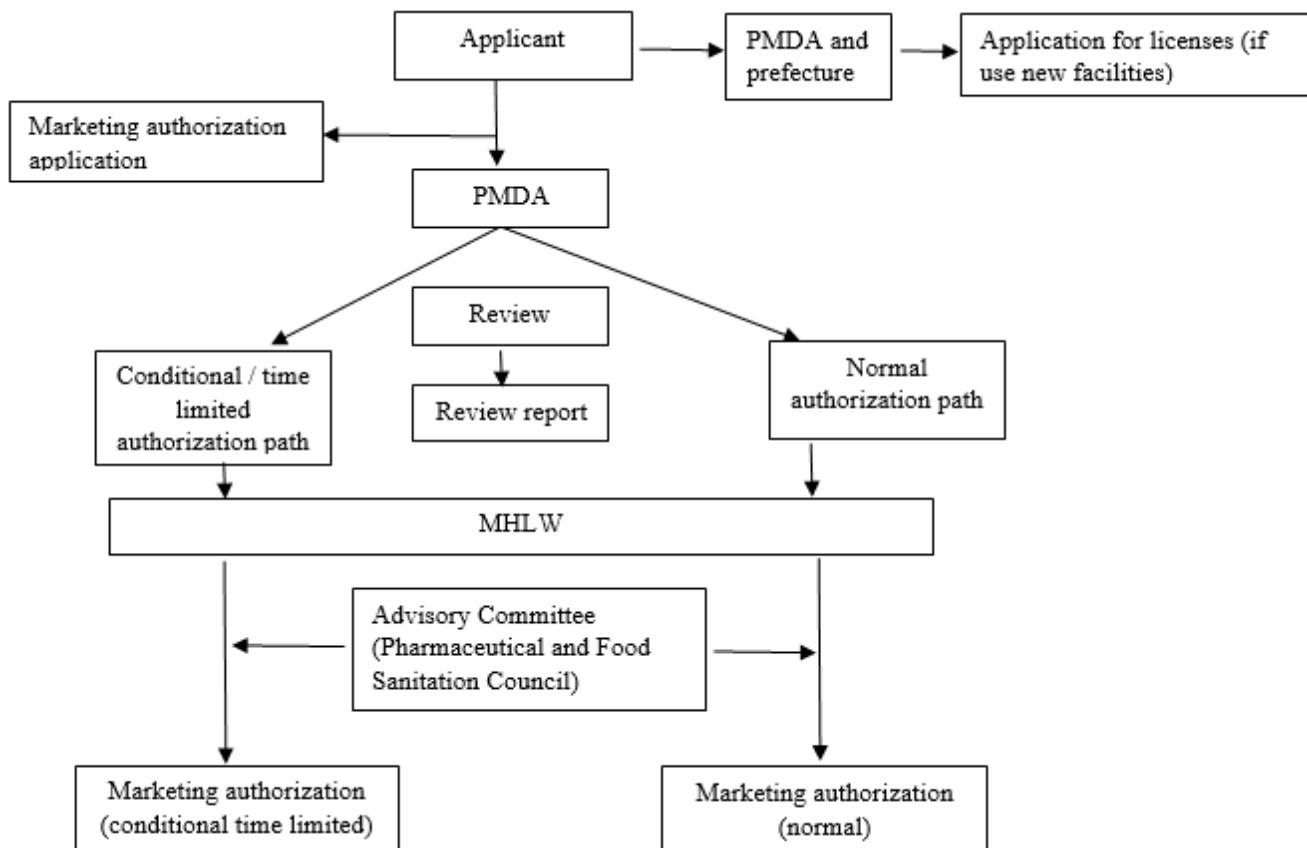 Applicant
PMDA and
prefecture
Application for licenses (if
use new facilities)
Marketing authorization
application
PMDA
Review
Conditional / time
limited
authorization path
Review report
Normal
authorization path
MHLW
Advisory Committee
(Pharmaceutical and Food
Sanitation Council)
Marketing authorization
(conditional time limited)
Marketing authorization
(normal)